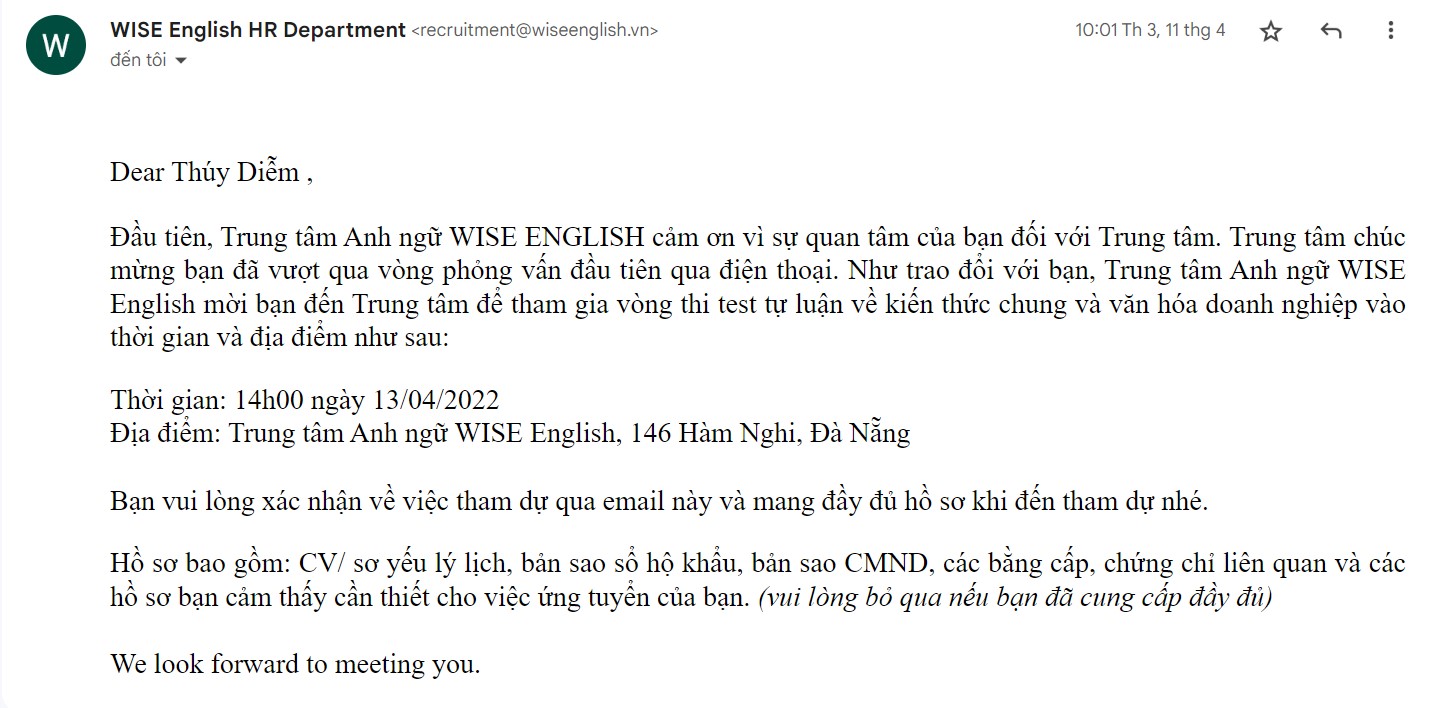 W
WISE English HR Department <recruitment@wiseenglish.vn>
10:01 Th 3, 11 thg 4
đến tôi
Dear Thúy Diễm ,
Đầu tiên, Trung tâm Anh ngữ WISE ENGLISH cảm ơn vì sự quan tâm của bạn đối với Trung tâm. Trung tâm chúc
mừng bạn đã vượt qua vòng phỏng vấn đầu tiên qua điện thoại. Như trao đổi với bạn, Trung tâm Anh ngữ WISE
English mời bạn đến Trung tâm để tham gia vòng thi test tự luận về kiến thức chung và văn hóa doanh nghiệp vào
thời gian và địa điểm như sau:
Thời gian: 14h00 ngày 13/04/2022
Địa điểm: Trung tâm Anh ngữ WISE English, 146 Hàm Nghi, Đà Nẵng
Bạn vui lòng xác nhận về việc tham dự qua email này và mang đầy đủ hồ sơ khi đến tham dự nhé.
Hồ sơ bao gồm: CV/ sơ yếu lý lịch, bản sao sổ hộ khẩu, bản sao CMND, các bằng cấp, chứng chỉ liên quan và các
hồ sơ bạn cảm thấy cần thiết cho việc ứng tuyển của bạn. (vui lòng bỏ qua nếu bạn đã cung cấp đầy đủ)
We look forward to meeting you.